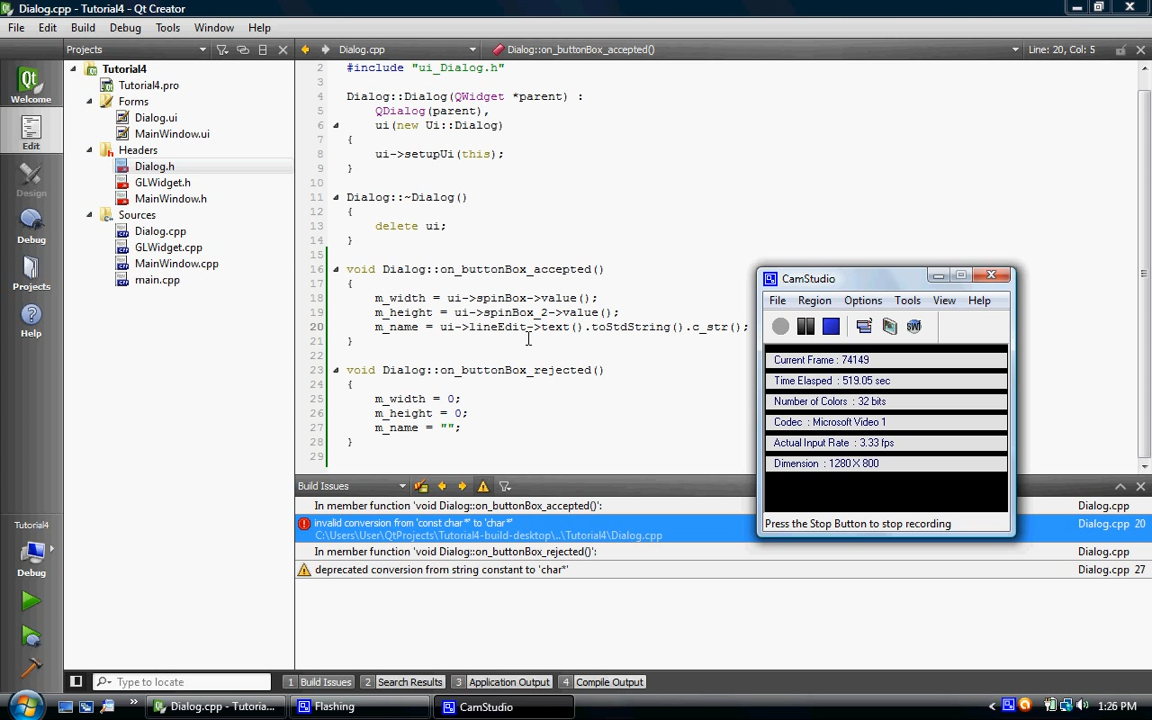 Dialog.cpp - Tutorial4 - Qt Creator
File Edit Build Debug Tools Window Help
Projects
Dialog.cpp
Dialog::on_buttonBox_accepted()
Line: 20, Col: 5
Welcome
Edit
Design
Debug
Projects
Help
Tutorial4
Debug
Tutorial4
Tutorial4.pro
Forms
Dialog.ui
MainWindow.ui
Headers
Dialog.h
GLWidget.h
MainWindow.h
Sources
Dialog.cpp
GLWidget.cpp
MainWindow.cpp
main.cpp
2 #include "ui_Dialog.h"
3
4 Dialog::Dialog(QWidget *parent) :
5 QDialog(parent),
6 ui(new Ui::Dialog)
7 {
8 ui->setupUi(this);
9 }
10
11 Dialog::~Dialog()
12 {
13 delete ui;
14 }
15
16 void Dialog::on_buttonBox_accepted()
17 {
18 m_width = ui->spinBox->value();
19 m_height = ui->spinBox_2->value();
20 m_name = ui->lineEdit->text().toStdString().c_str();
21 }
22
23 void Dialog::on_buttonBox_rejected()
24 {
25 m_width = 0;
26 m_height = 0;
27 m_name = "";
28 }
29
CamStudio
File Region Options Tools View Help
Current Frame : 74149
Time Elasped : 519.05 sec
Number of Colors : 32 bits
Codec : Microsoft Video 1
Actual Input Rate : 3.33 fps
Dimension : 1280 X 800
Press the Stop Button to stop recording
Build Issues
In member function 'void Dialog::on_buttonBox_accepted()': Dialog.cpp
invalid conversion from 'const char*' to 'char*' Dialog.cpp 20
C:\Users\User\QtProjects\Tutorial4-build-desktop\..\Tutorial4\Dialog.cpp
In member function 'void Dialog::on_buttonBox_rejected()': Dialog.cpp
deprecated conversion from string constant to 'char*' Dialog.cpp 27
Type to locate
1 Build Issues 2 Search Results 3 Application Output 4 Compile Output
Dialog.cpp - Tutoria... Flashing CamStudio 1:26 PM